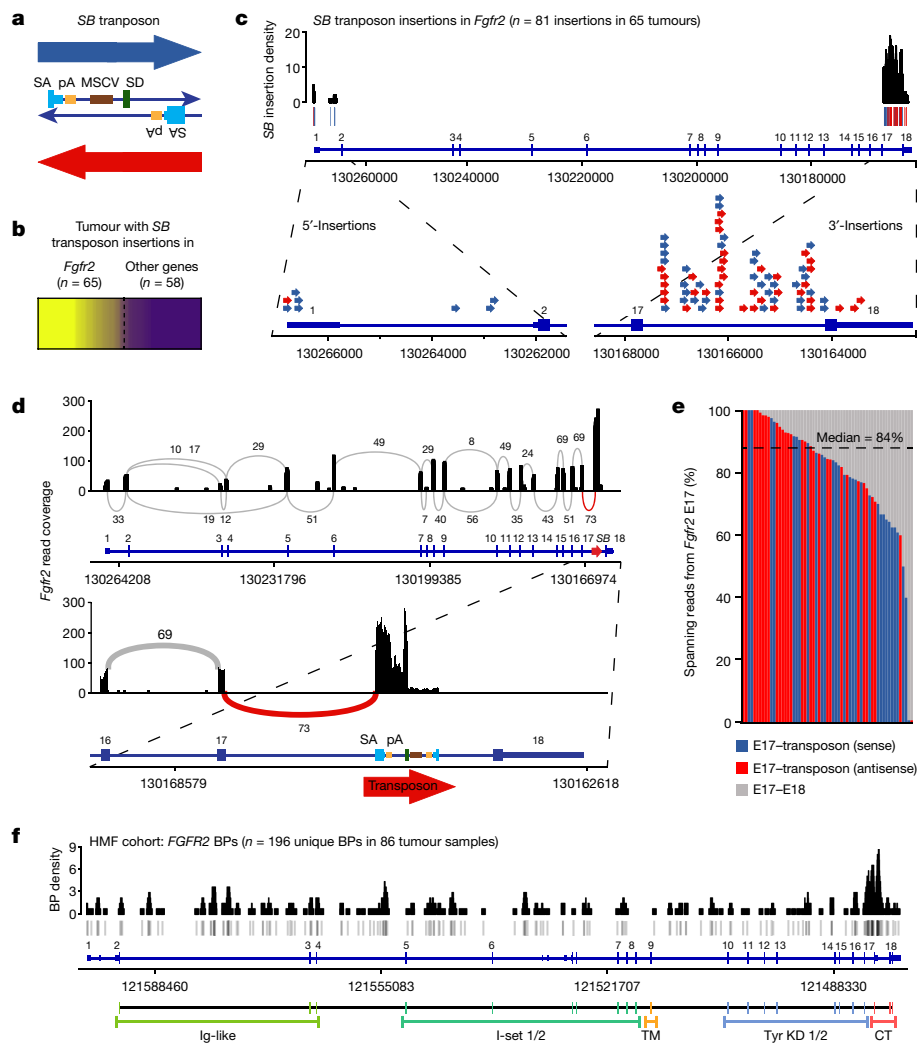 a
SB transposon
SA pA MSCV SD
pA SA
b
Tumour with SB
transposon insertions in
Fgfr2
(n = 65)
Other genes
(n = 58)
c
SB tranposon insertions in Fgfr2 (n = 81 insertions in 65 tumours)
SB insertion density
20
10
0
1 2 3 4 5 6 7 8 9 10 11 12 13 14 15 16 17 18
130260000 130240000 130220000 130200000 130180000
5′-Insertions
3′-Insertions
1 2 17 18
130266000 130264000 130262000 130168000 130166000 130164000
d
Fgfr2 read coverage
300
200
100
0
10 17 29 49 29 8 49 24 69 69
33 19 12 51 7 40 56 35 43 51 73
1 2 3 4 5 6 7 8 9 10 11 12 13 14 15 16 17 SB 18
130264208 130231796 130199385 130166974
300
200
100
0
69
73
16 17 SA pA 18
130168579 130162618
Transposon
e
Spanning reads from Fgfr2 E17 (%)
100
80
60
40
20
0
Median = 84%
E17–transposon (sense)
E17–transposon (antisense)
E17–E18
f
HMF cohort: FGFR2 BPs (n = 196 unique BPs in 86 tumour samples)
BP density
9
6
3
0
1 2 3 4 5 6 7 8 9 10 11 12 13 14 15 16 17 18
121588460 121555083 121521707 121488330
Ig-like I-set 1/2 TM Tyr KD 1/2 CT